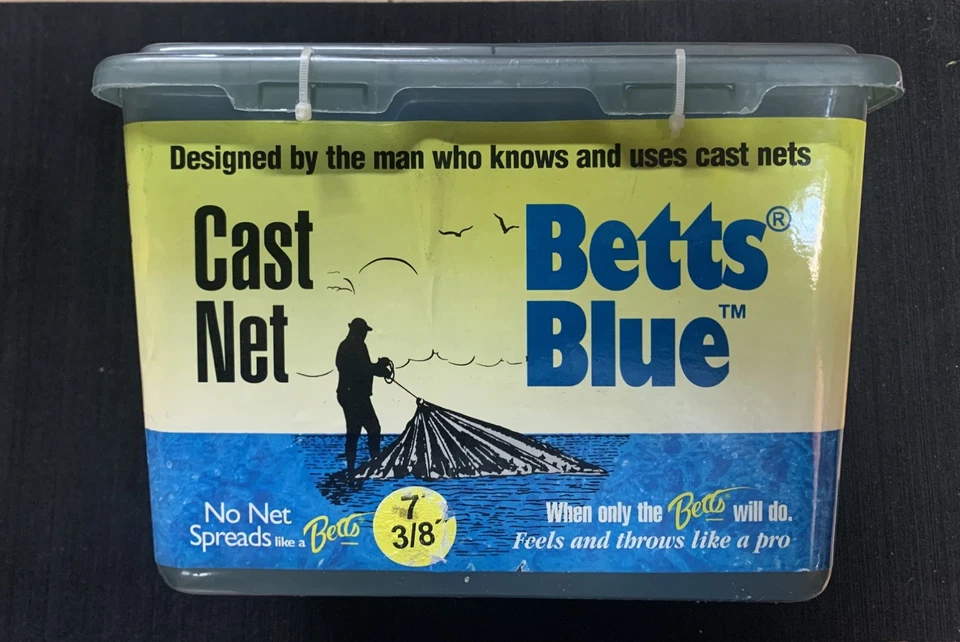 Designed by the man who knows and uses cast nets
Cast
Net
Betts®
Blue™
No Net
Spreads like a Betts
7
3/8"
When only the Betts will do.
Feels and throws like a pro